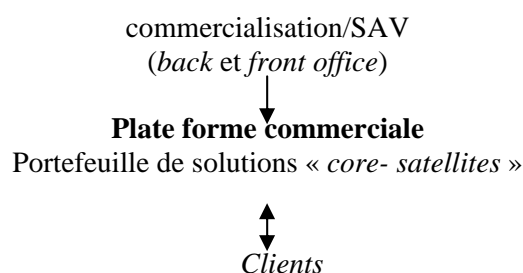 commercialisation/SAV
(back et front office)
Plate forme commerciale
Portefeuille de solutions « core- satellites »
Clients